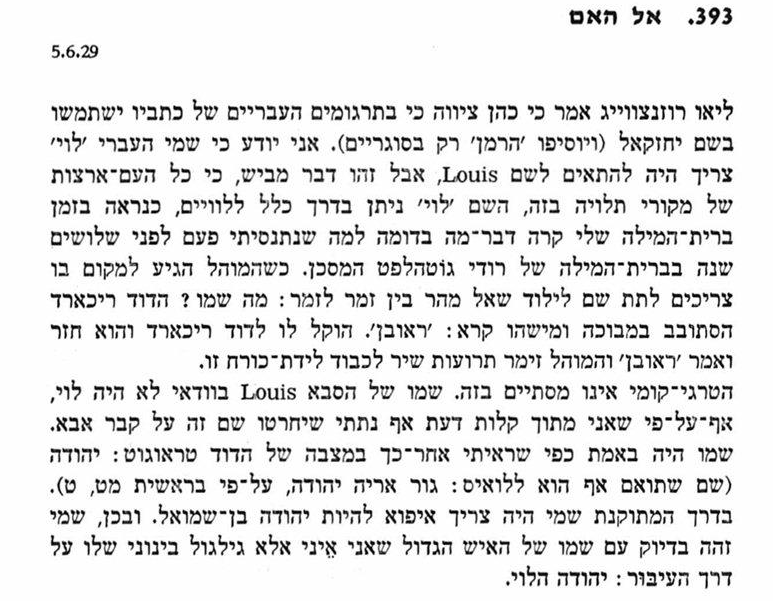 393. אל האם
5.6.29
ליאו רוזנצווייג אמר כי כהן ציווה כי בתרגומים העבריים של כתביו ישתמשו
בשם יחזקאל (ויוסיפו 'הרמן' רק בסוגריים). אני יודע כי שמי העברי 'לוי'
צריך היה להתאים לשם Louis, אבל זהו דבר מביש, כי כל העם־ארצות
של מקורי תלויה בזה, השם 'לוי' ניתן בדרך כלל ללוויים, כנראה בזמן
ברית־המילה שלי קרה דבר־מה בדומה למה שנתנסיתי פעם לפני שלושים
שנה בברית־המילה של רודי גוטהלפט המסכן. כשהמוהל הגיע למקום בו
צריכים לתת שם לילוד שאל מהר בין זמר לזמר: מה שמו? הדוד ריכארד
הסתובב במבוכה ומישהו קרא: 'ראובן'. הוקל לו לדוד ריכארד והוא חזר
ואמר 'ראובן' והמוהל זימר תרועות שיר לכבוד לידת־כורח זו.
הטרגי־קומי אינו מסתיים בזה. שמו של הסבא Louis בוודאי לא היה לוי,
אף־על־פי שאני מתוך קלות דעת אף נתתי שיחרטו שם זה על קבר אבא.
שמו היה באמת כפי שראיתי אחר־כך במצבה של הדוד טראוגוט: יהודה
(שם שתואם אף הוא ללואיס: גור אריה יהודה, על־פי בראשית מט, ט).
בדרך המתוקנת שמי היה צריך איפוא להיות יהודה בן־שמואל. ובכן, שמי
זהה בדיוק עם שמו של האיש הגדול שאני אֵיני אלא גילגול בינוני שלו על
דרך העיבּוּר: יהודה הלוי.